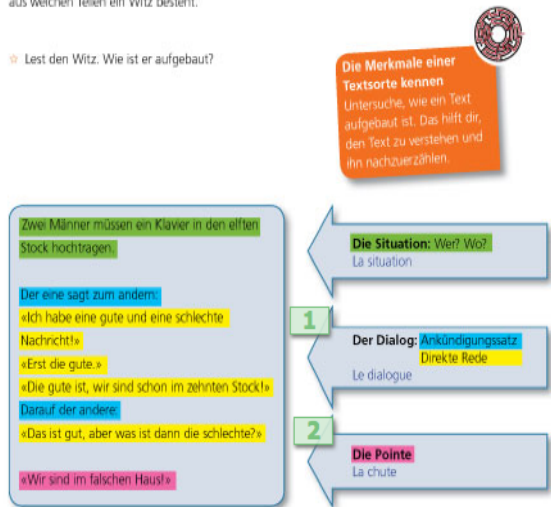 aus welchen Teilen ein Witz besteht.
☆ Lest den Witz. Wie ist er aufgebaut?
Die Merkmale einer
Textsorte kennen
Untersuche, wie ein Text
aufgebaut ist. Das hilft dir,
den Text zu verstehen und
ihn nachzuerzählen.
Zwei Männer müssen ein Klavier in den elften
Stock hochtragen.
Der eine sagt zum andern:
«Ich habe eine gute und eine schlechte
Nachricht!»
«Erst die gute.»
«Die gute ist, wir sind schon im zehnten Stock!»
Darauf der andere:
«Das ist gut, aber was ist dann die schlechte?»
«Wir sind im falschen Haus!»
Die Situation: Wer? Wo?
La situation
1
Der Dialog: Ankündigungssatz
Direkte Rede
Le dialogue
2
Die Pointe
La chute